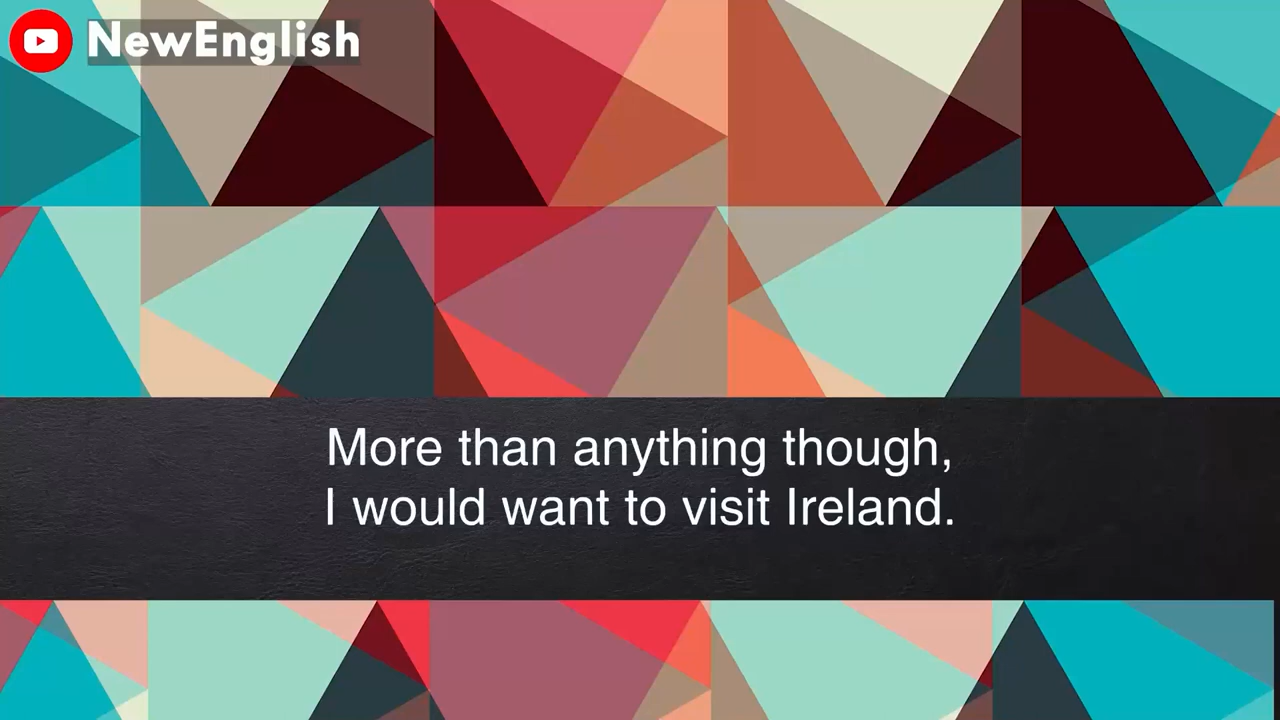 NewEnglish
More than anything though,
I would want to visit Ireland.